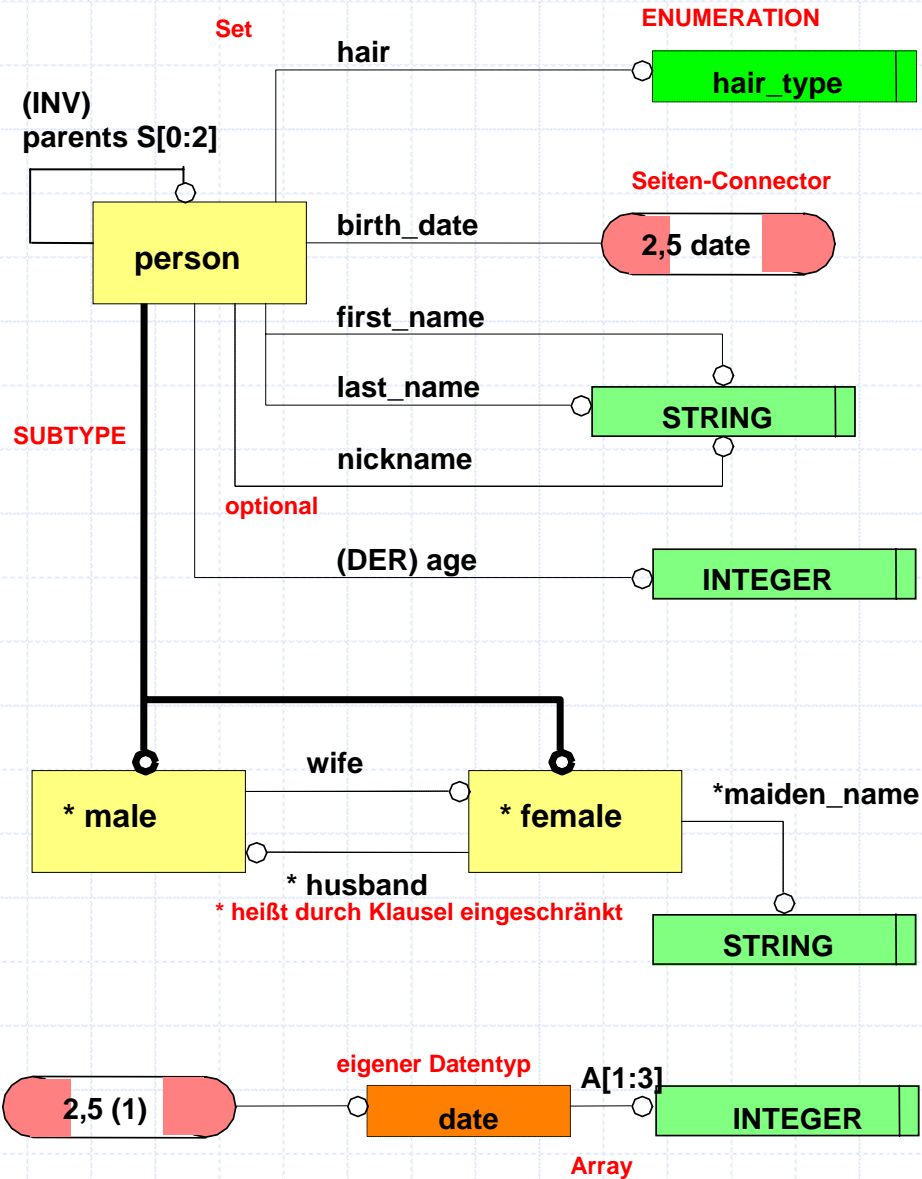 ENUMERATION
Set
hair
hair_type
(INV)
parents S[0:2]
Seiten-Connector
birth_date
2,5 date
person
first_name
last_name
STRING
SUBTYPE
nickname
optional
(DER) age
INTEGER
wife
*maiden_name
* male
* female
* husband
* heißt durch Klausel eingeschränkt
STRING
eigener Datentyp
A[1:3]
2,5 (1)
date
INTEGER
Array